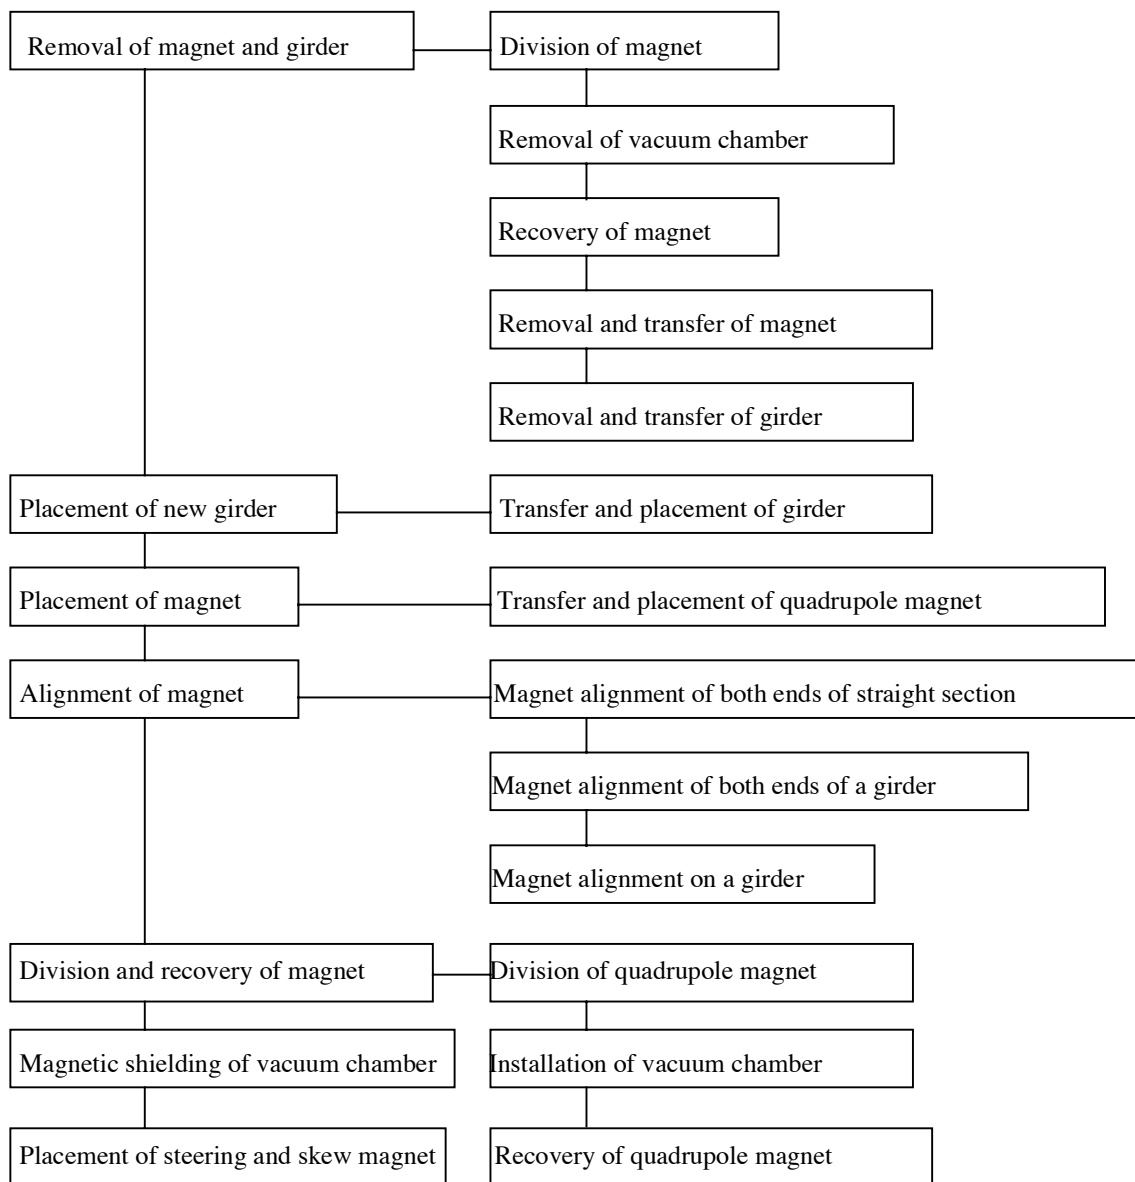 Removal of magnet and girder
Division of magnet
Removal of vacuum chamber
Recovery of magnet
Removal and transfer of magnet
Removal and transfer of girder
Placement of new girder
Transfer and placement of girder
Placement of magnet
Transfer and placement of quadrupole magnet
Alignment of magnet
Magnet alignment of both ends of straight section
Magnet alignment of both ends of a girder
Magnet alignment on a girder
Division and recovery of magnet
Division of quadrupole magnet
Magnetic shielding of vacuum chamber
Installation of vacuum chamber
Placement of steering and skew magnet
Recovery of quadrupole magnet